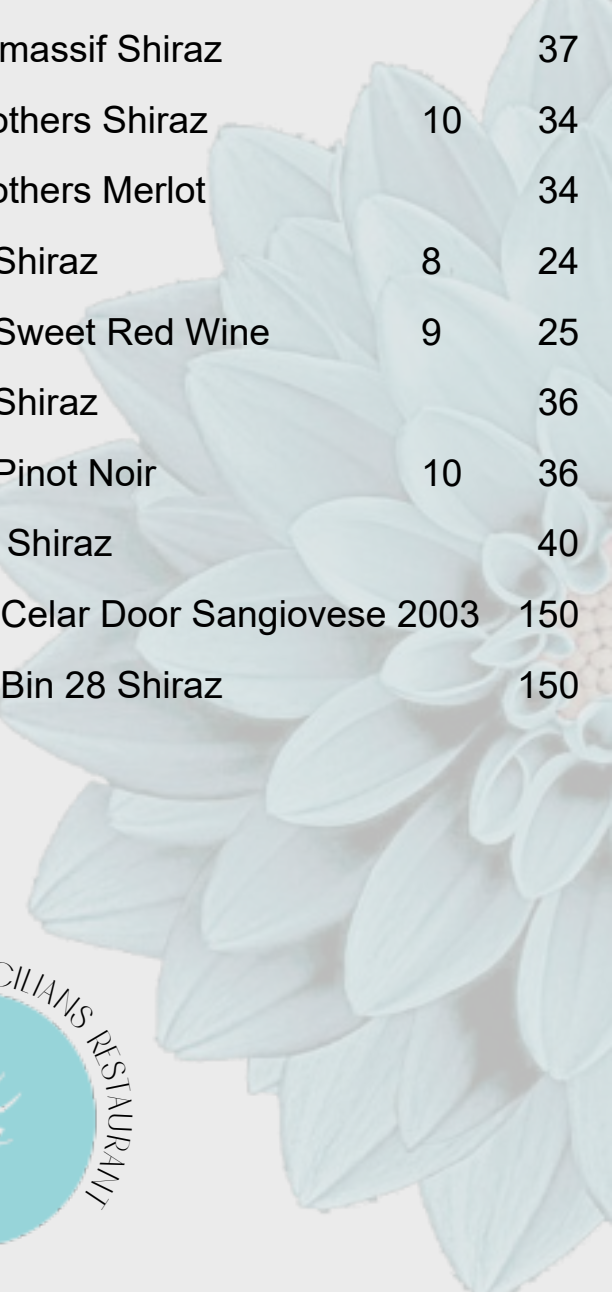 massif Shiraz 37
others Shiraz 10 34
others Merlot 34
Shiraz 8 24
Sweet Red Wine 9 25
Shiraz 36
Pinot Noir 10 36
Shiraz 40
Celar Door Sangiovese 2003 150
Bin 28 Shiraz 150
CILIANS RESTAURANT